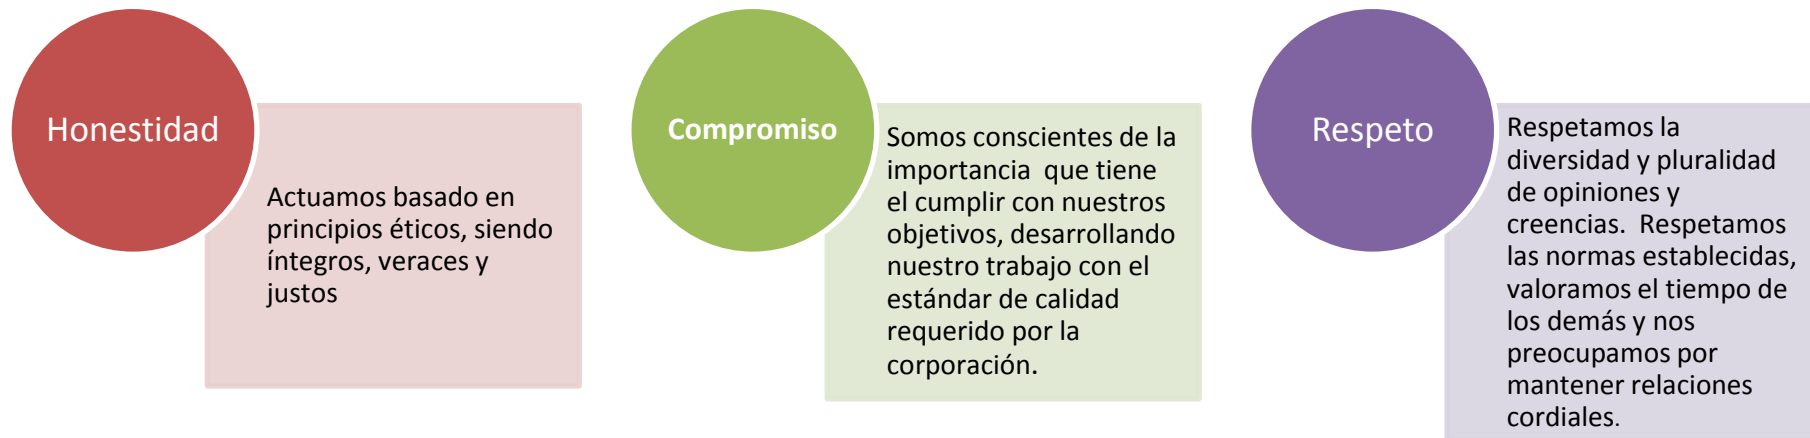 Honestidad
Actuamos basado en
principios éticos, siendo
íntegros, veraces y
justos
Compromiso
Somos conscientes de la
importancia  que tiene
el cumplir con nuestros
objetivos, desarrollando
nuestro trabajo con el
estándar de calidad
requerido por la
corporación.
Respeto
Respetamos la
diversidad y pluralidad
de opiniones y
creencias.  Respetamos
las normas establecidas,
valoramos el tiempo de
los demás y nos
preocupamos por
mantener relaciones
cordiales.